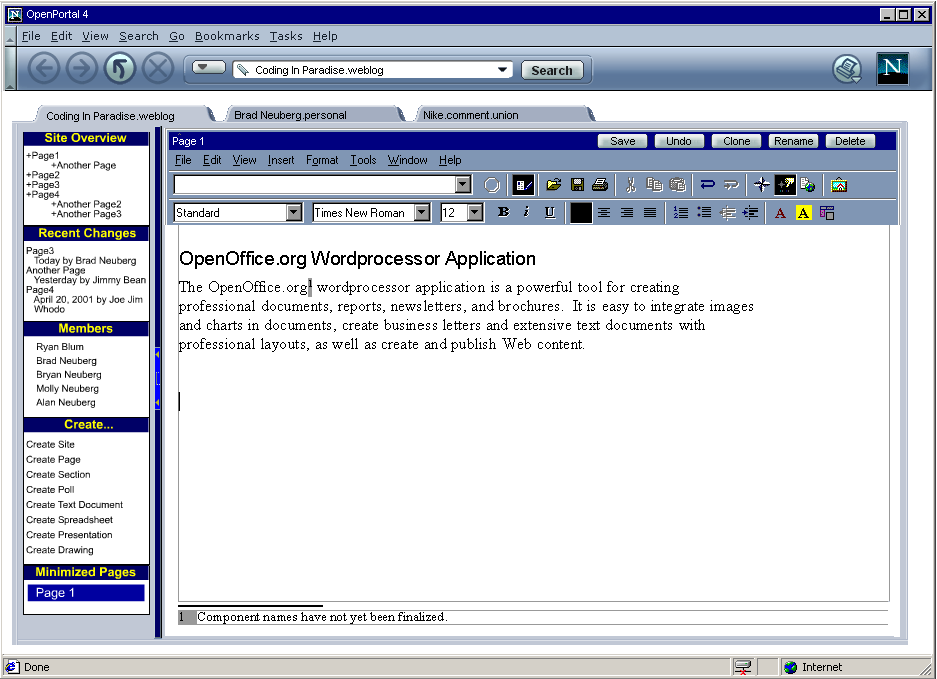 OpenPortal 4
File Edit View Search Go Bookmarks Tasks Help
Coding In Paradise.weblog Search N
Coding In Paradise.weblog Brad Neuberg.personal Nike.comment.union
Site Overview
+Page1
+Another Page
+Page2
+Page3
+Page4
+Another Page2
+Another Page3
Recent Changes
Page3
Today by Brad Neuberg
Another Page
Yesterday by Jimmy Bean
Page4
April 20, 2001 by Joe Jim
Whodo
Members
Ryan Blum
Brad Neuberg
Bryan Neuberg
Molly Neuberg
Alan Neuberg
Create...
Create Site
Create Page
Create Section
Create Poll
Create Text Document
Create Spreadsheet
Create Presentation
Create Drawing
Minimized Pages
Page 1
Page 1 Save Undo Clone Rename Delete
File Edit View Insert Format Tools Window Help
Standard Times New Roman 12 B i U A A
OpenOffice.org Wordprocessor Application
The OpenOffice.org1 wordprocessor application is a powerful tool for creating
professional documents, reports, newsletters, and brochures. It is easy to integrate images
and charts in documents, create business letters and extensive text documents with
professional layouts, as well as create and publish Web content.
1 Component names have not yet been finalized.
Done Internet